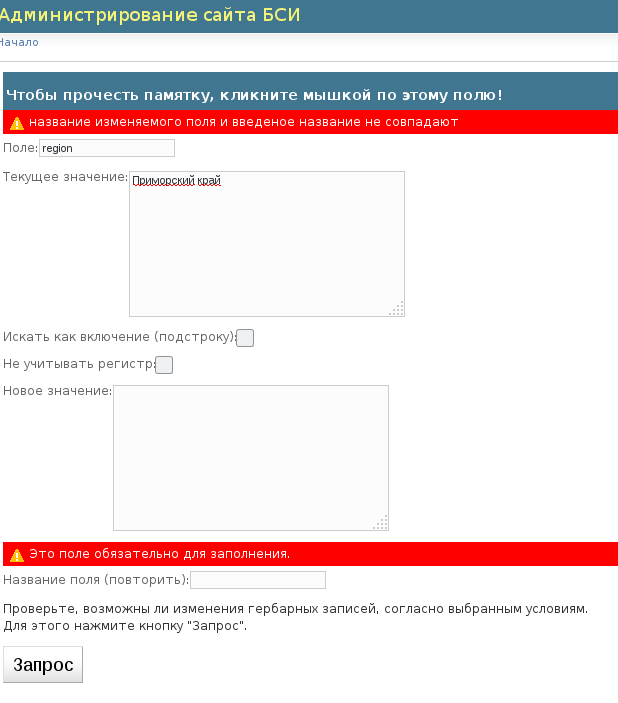 Администрирование сайта БСИ
Начало
Чтобы прочесть памятку, кликните мышкой по этому полю!
название изменяемого поля и введеное название не совпадают
Поле: region
Текущее значение: Приморский край
Искать как включение (подстроку):
Не учитывать регистр:
Новое значение:
Это поле обязательно для заполнения.
Название поля (повторить):
Проверьте, возможны ли изменения гербарных записей, согласно выбранным условиям.
Для этого нажмите кнопку "Запрос".
Запрос